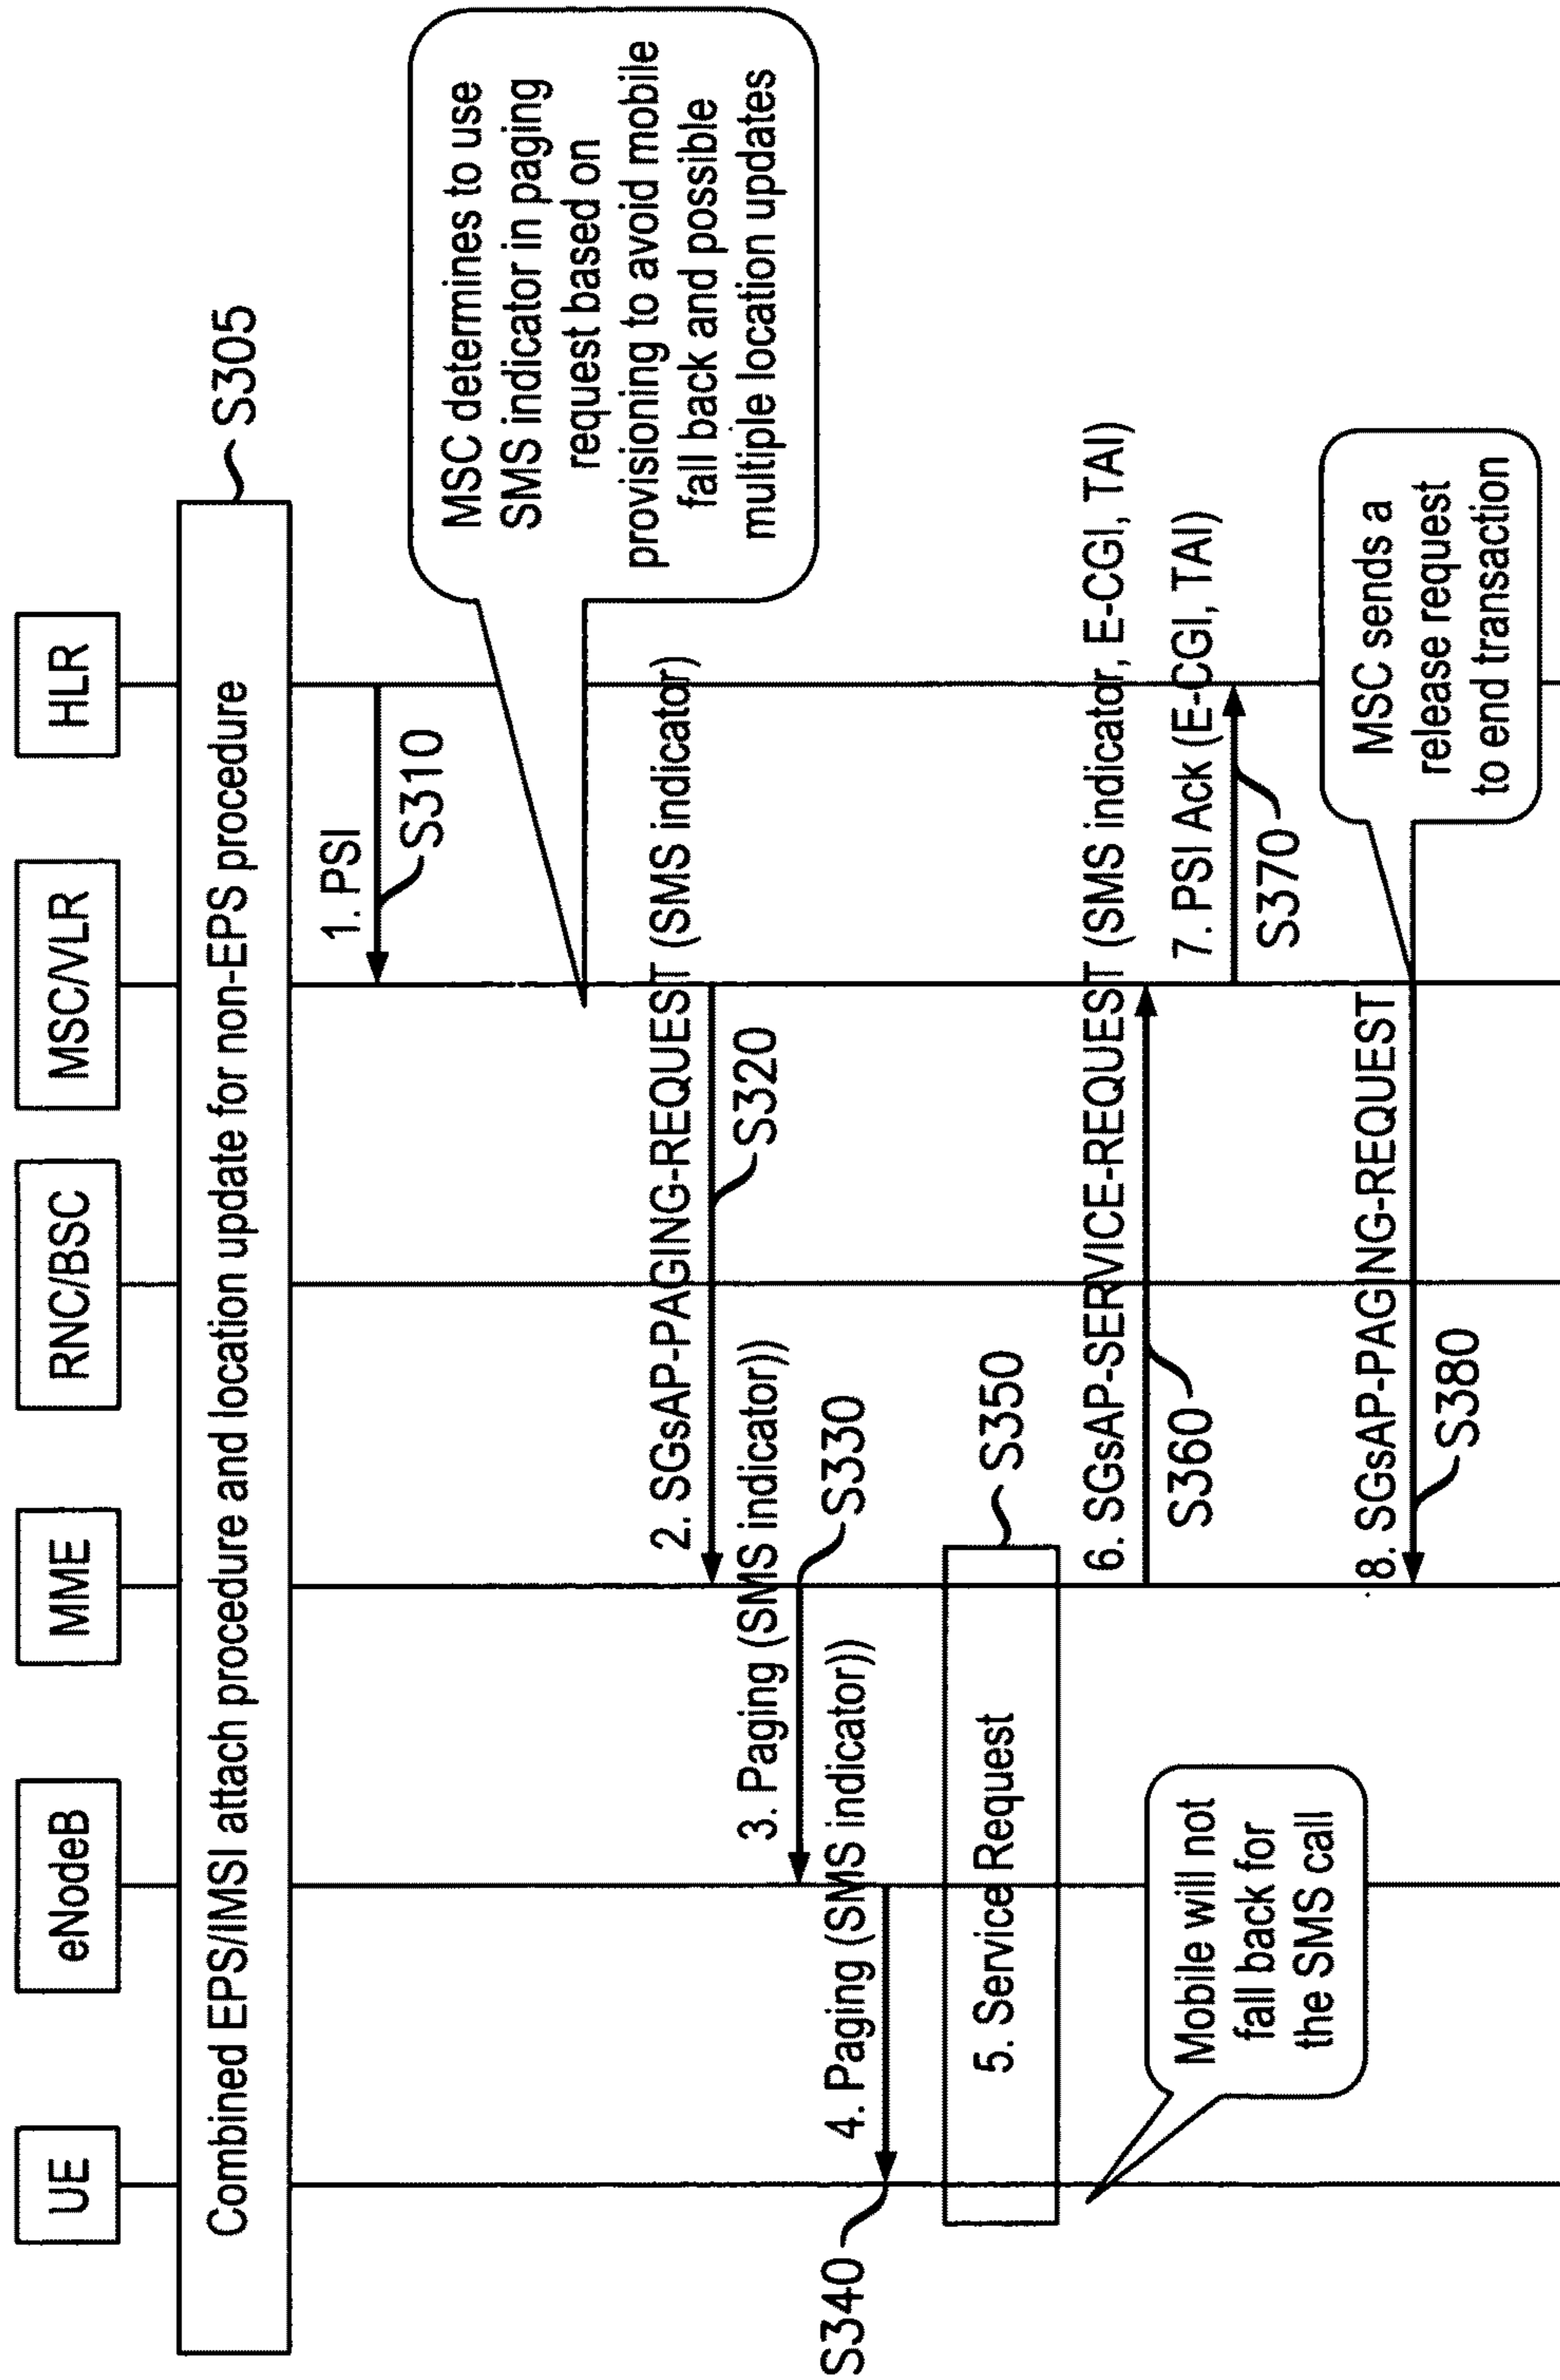 UE
eNodeB
MME
RNC/BSC
MSC/VLR
HLR
Combined EPS/IMSI attach procedure and location update for non-EPS procedure
S305
1. PSI
S310
MSC determines to use
SMS indicator in paging
request based on
provisioning to avoid mobile
fall back and possible
multiple location updates
2. SGsAP-PAGING-REQUEST (SMS indicator)
S320
3. Paging (SMS indicator))
S330
4. Paging (SMS indicator))
S340
5. Service Request
S350
Mobile will not
fall back for
the SMS call
6. SGsAP-SERVICE-REQUEST (SMS indicator, E-CGI, TAI)
S360
7. PSI Ack (E-CGI, TAI)
S370
MSC sends a
release request
to end transaction
8. SGsAP-PAGING-REQUEST
S380